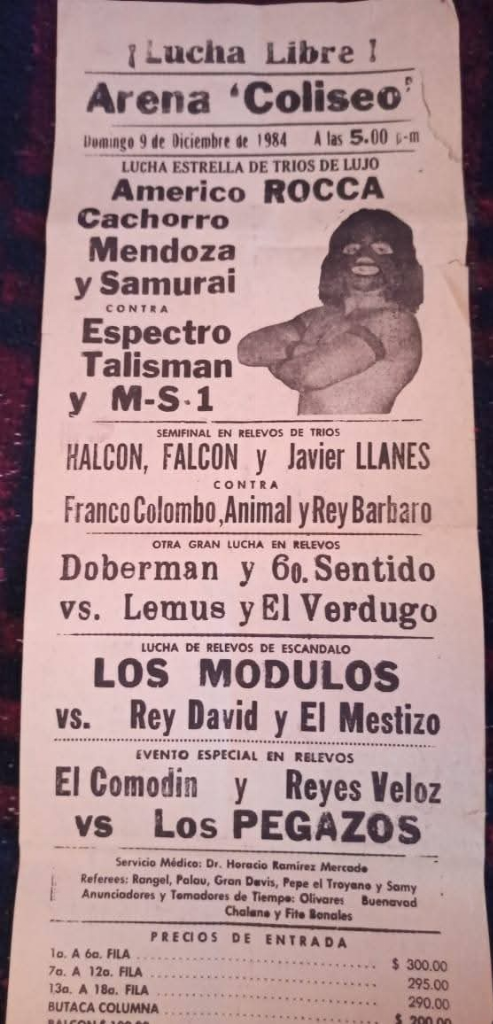 ¡Lucha Libre!
Arena 'Coliseo'
Domingo 9 de Diciembre de 1984 A las 5.00 p-m
LUCHA ESTRELLA DE TRIOS DE LUJO
Americo ROCCA
Cachorro
Mendoza
y Samurai
CONTRA
Espectro
Talisman
y M-S-1
SEMIFINAL EN RELEVOS DE TRIOS
HALCON, FALCON y Javier LLANES
CONTRA
Franco Colombo, Animal y Rey Barbaro
OTRA GRAN LUCHA EN RELEVOS
Doberman y 6o. Sentido
vs. Lemus y El Verdugo
LUCHA DE RELEVOS DE ESCANDALO
LOS MODULOS
vs. Rey David y El Mestizo
EVENTO ESPECIAL EN RELEVOS
El Comodin y Reyes Veloz
vs Los PEGAZOS
Servicio Médico: Dr. Horacio Ramírez Mercado
Referees: Rangel, Palau, Gran Davis, Pepe el Troyano y Samy
Anunciadores y Tomadores de Tiempo: Olivares Buenavad
Chalano y Fito Bonales
PRECIOS DE ENTRADA
1a. A 6a. FILA ........ $ 300.00
7a. A 12a. FILA ........ 295.00
13a. A 18a. FILA ........ 290.00
BUTACA COLUMNA ........ $ 200.00